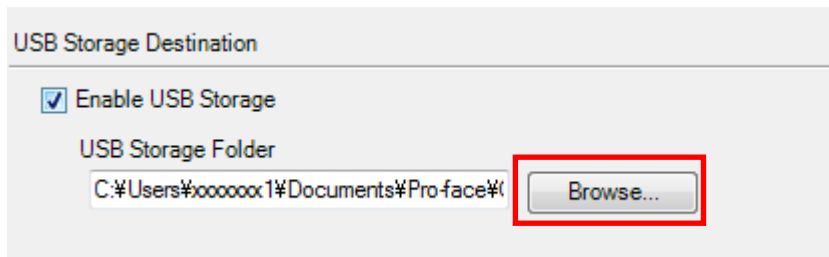 USB Storage Destination
Enable USB Storage
USB Storage Folder
C:¥Users¥xxxxxxx1¥Documents¥Pro-face¥ Browse...